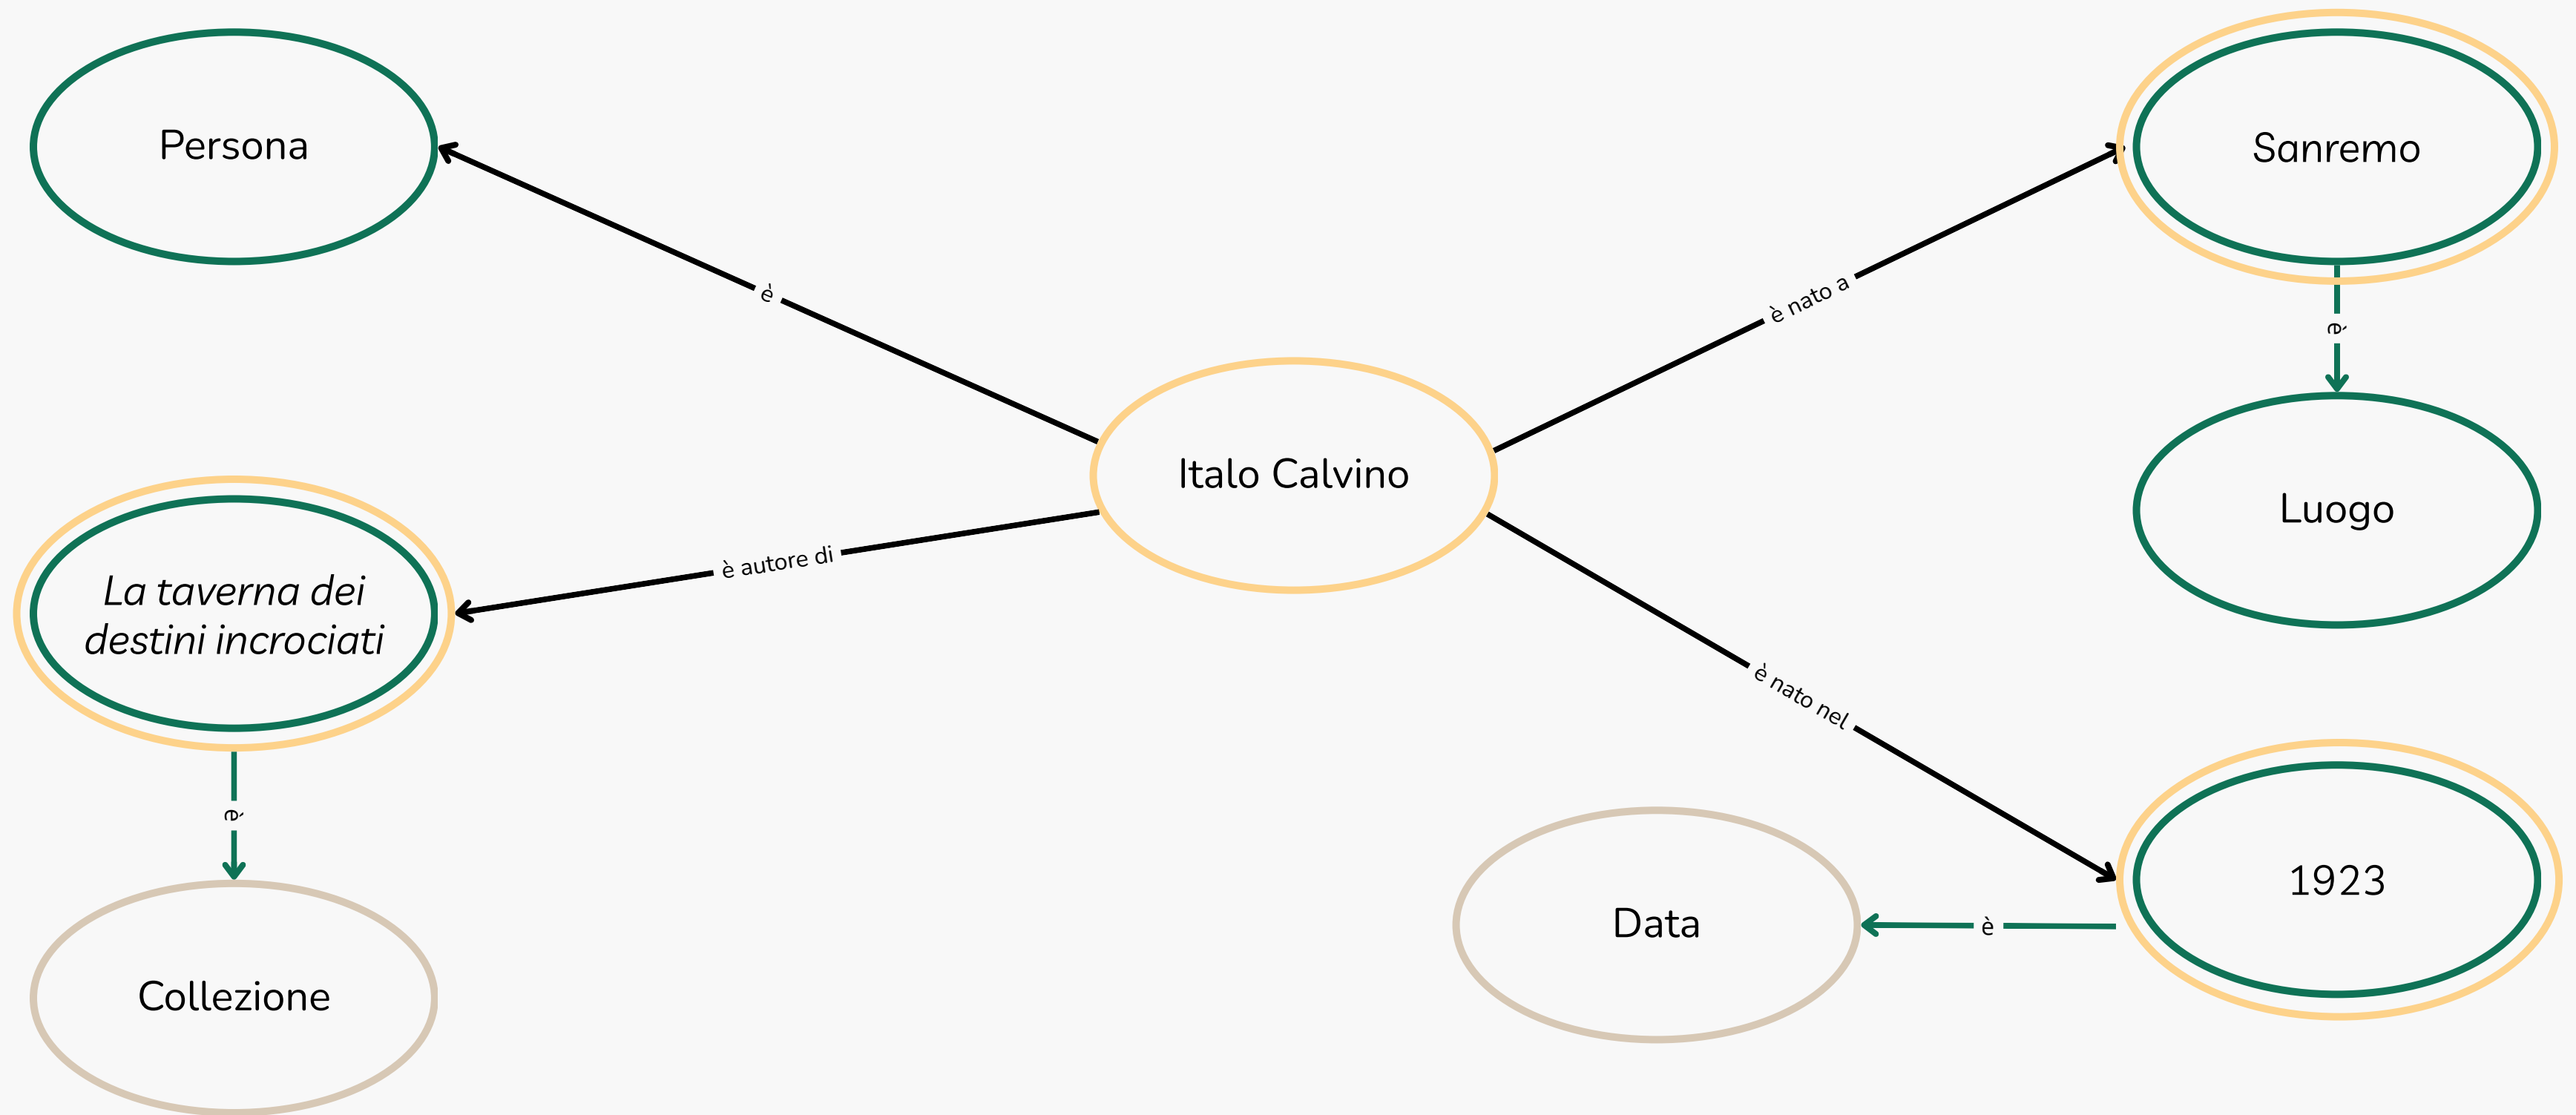 Persona
Sanremo
è
è nato a
è
Italo Calvino
Luogo
è autore di
La taverna dei
destini incrociati
è nato nel
è
1923
Data
è
Collezione